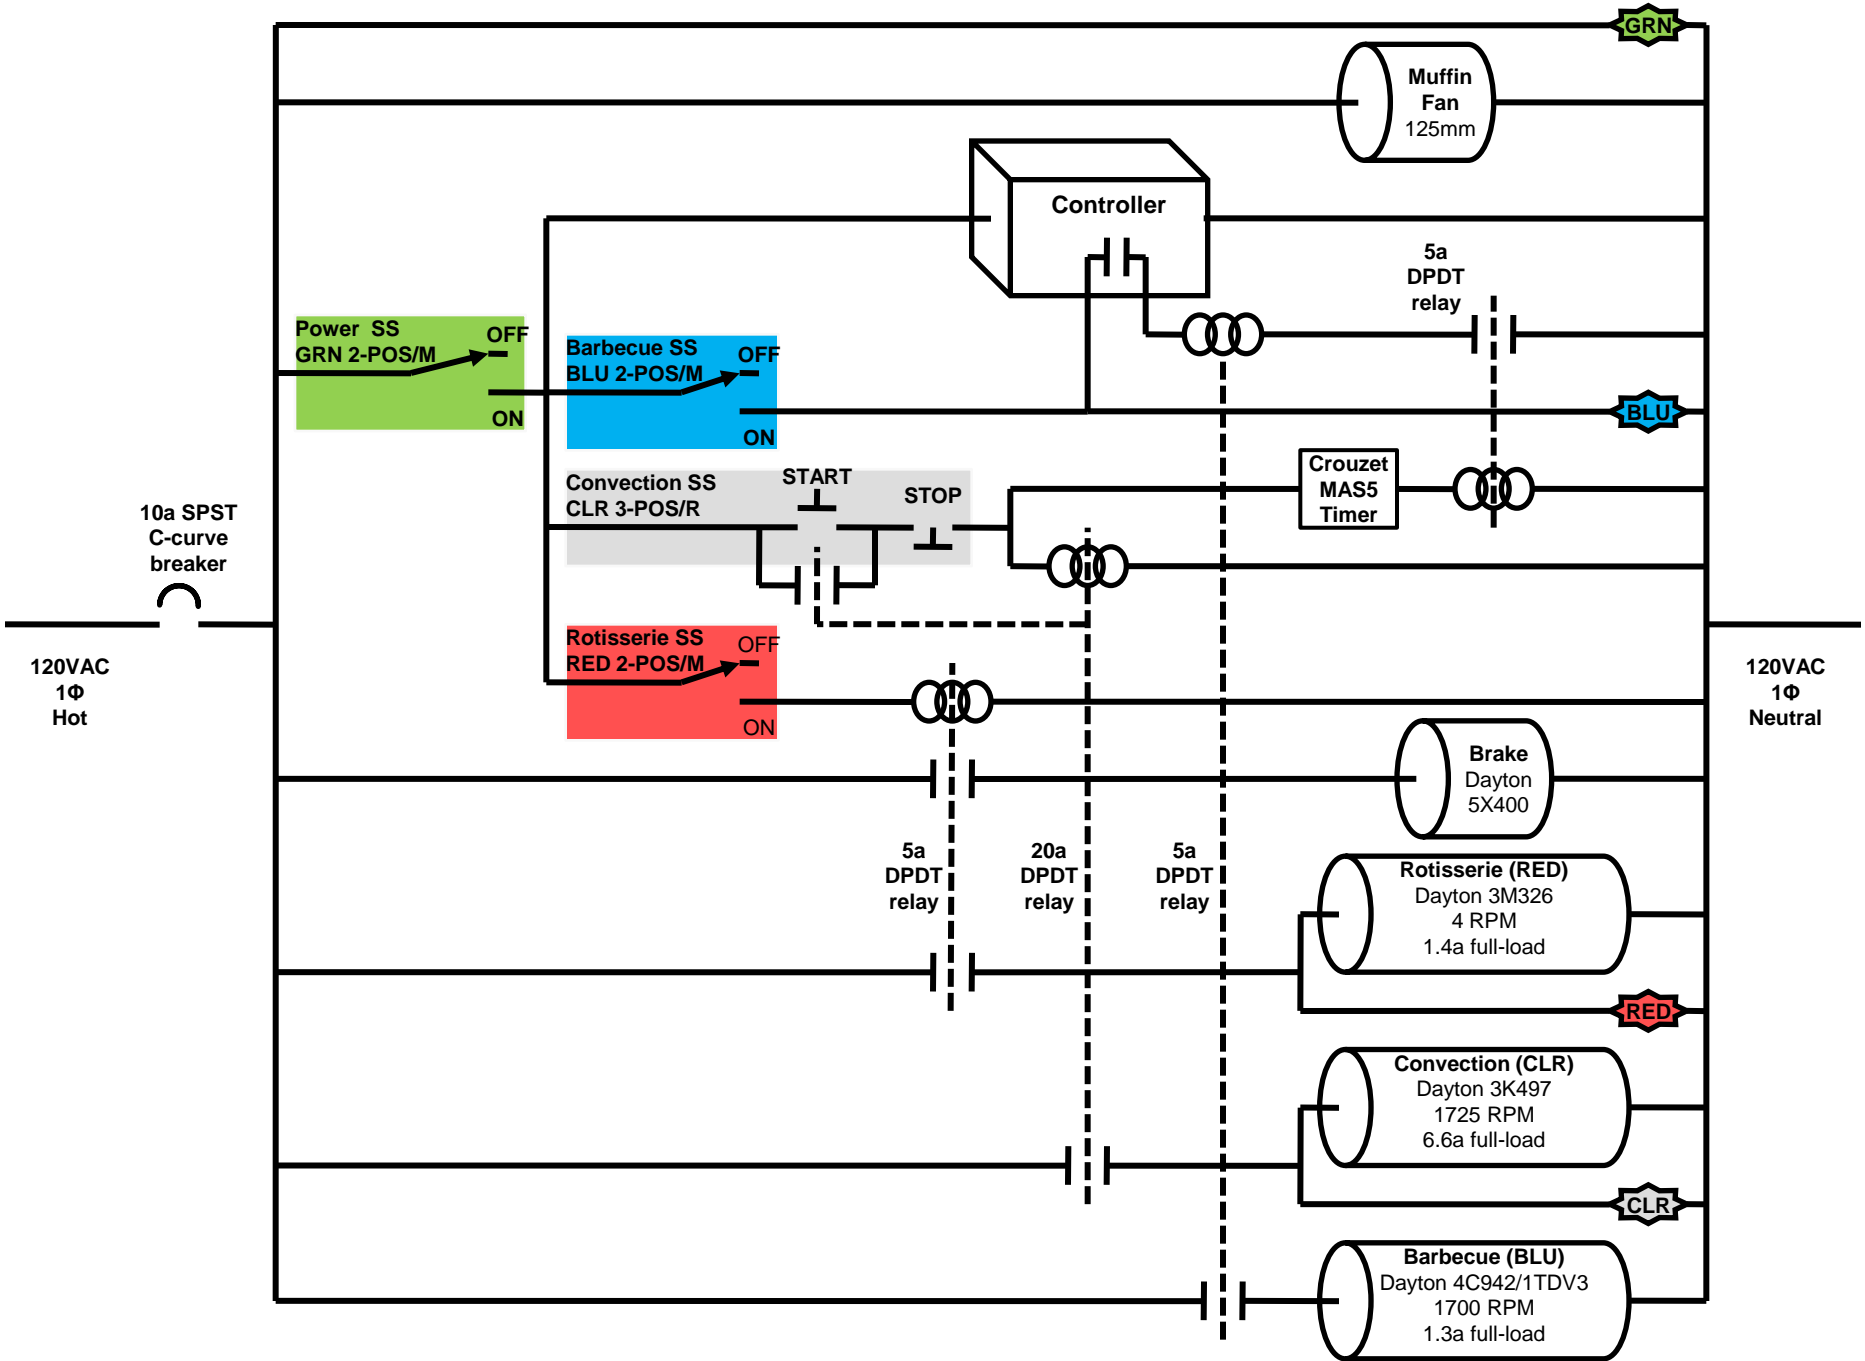 GRN
Muffin
Fan
125mm
Controller
5a
DPDT
relay
Power  SS
GRN 2-POS/M
OFF
ON
Barbecue SS
BLU 2-POS/M
OFF
ON
BLU
Convection SS
CLR 3-POS/R
START
STOP
Crouzet
MAS5
Timer
10a SPST
C-curve
breaker
Rotisserie SS
RED 2-POS/M
OFF
ON
120VAC
1Φ
Hot
120VAC
1Φ
Neutral
Brake
Dayton
5X400
5a
DPDT
relay
20a
DPDT
relay
5a
DPDT
relay
Rotisserie (RED)
Dayton 3M326
4 RPM
1.4a full-load
RED
Convection (CLR)
Dayton 3K497
1725 RPM
6.6a full-load
CLR
Barbecue (BLU)
Dayton 4C942/1TDV3
1700 RPM
1.3a full-load